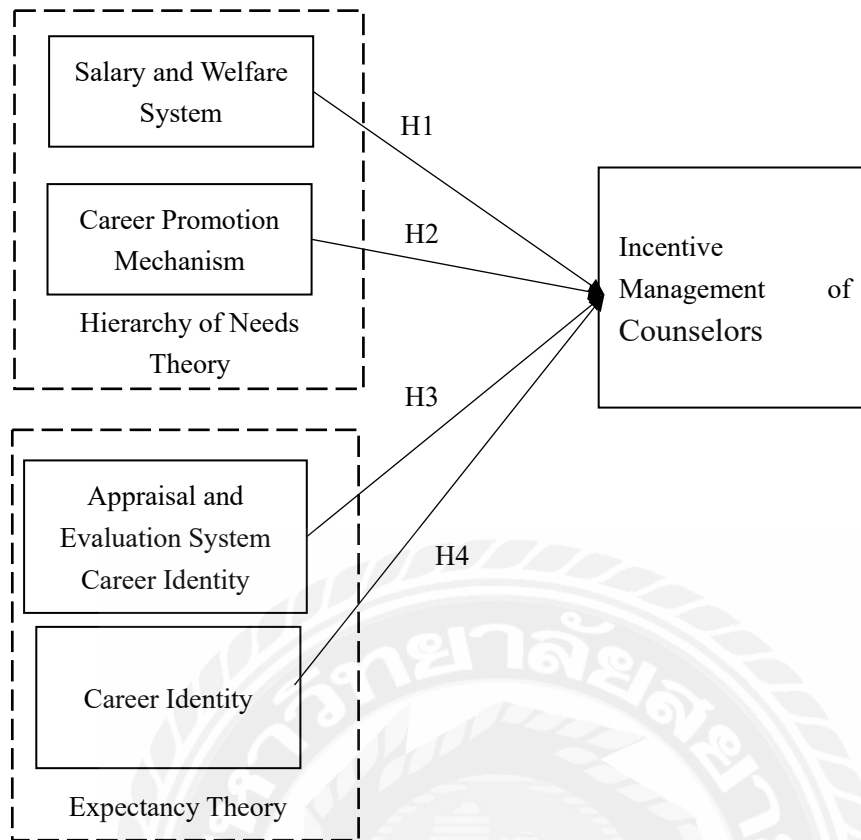 Salary and Welfare
System
H1
Career Promotion
Mechanism
H2
Hierarchy of Needs
Theory
Incentive
Management of
Counselors
H3
Appraisal and
Evaluation System
Career Identity
H4
Career Identity
Expectancy Theory